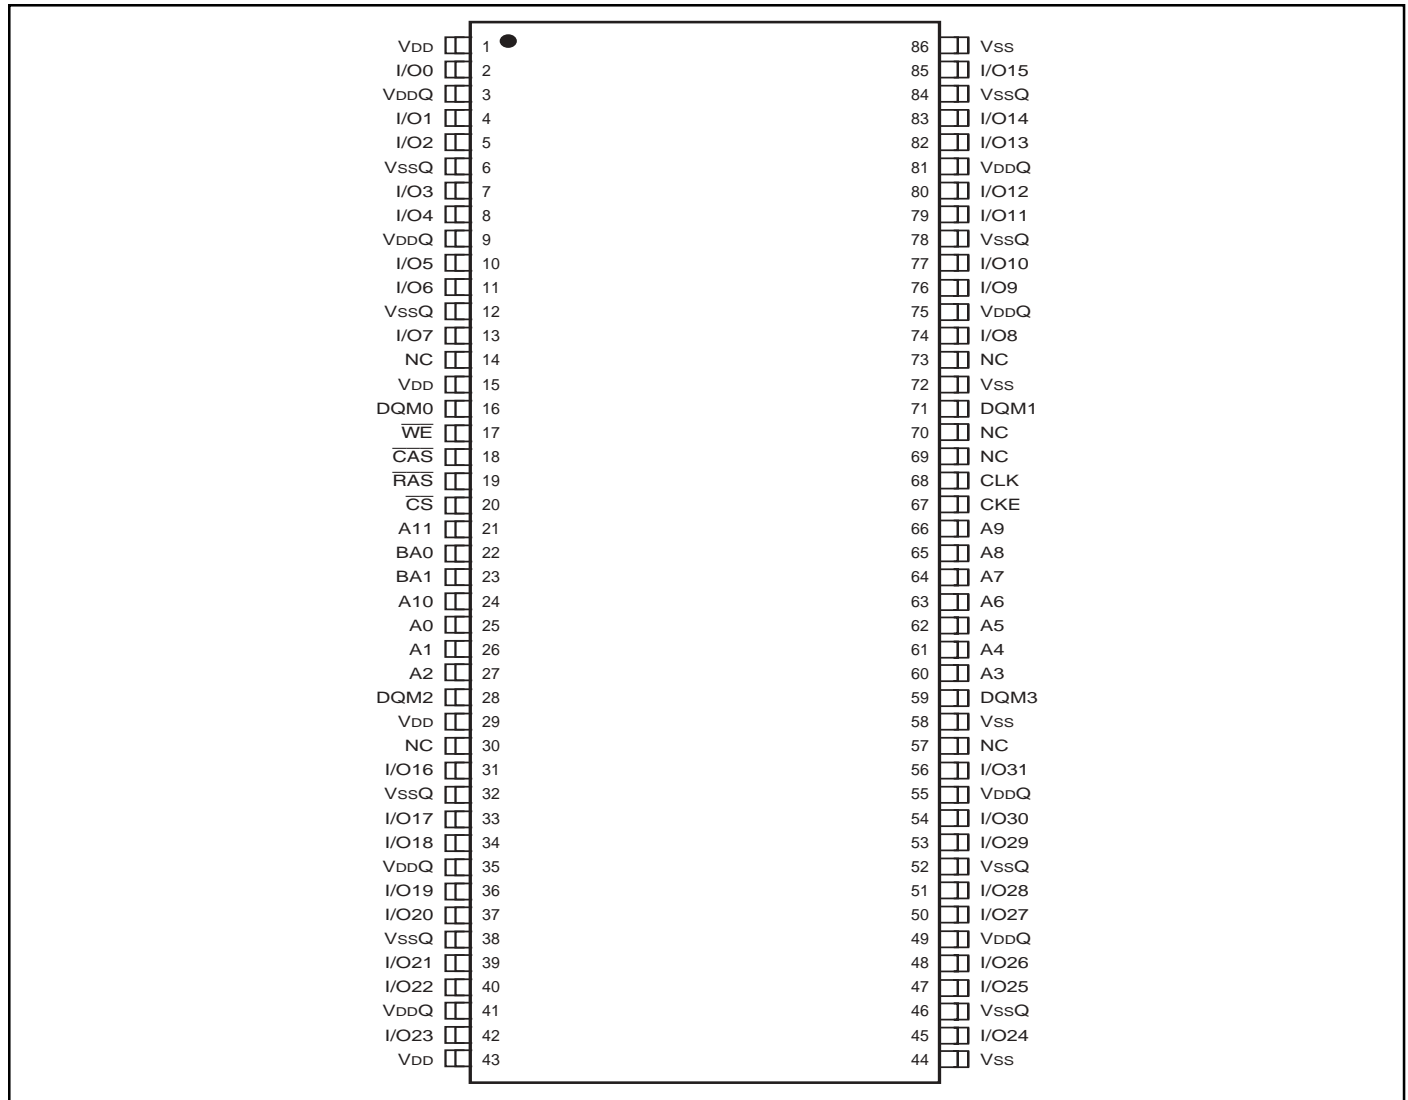 VDD 1 86 VSS
I/O0 2 85 I/O15
VDDQ 3 84 VSSQ
I/O1 4 83 I/O14
I/O2 5 82 I/O13
VSSQ 6 81 VDDQ
I/O3 7 80 I/O12
I/O4 8 79 I/O11
VDDQ 9 78 VSSQ
I/O5 10 77 I/O10
I/O6 11 76 I/O9
VSSQ 12 75 VDDQ
I/O7 13 74 I/O8
NC 14 73 NC
VDD 15 72 VSS
DQM0 16 71 DQM1
W̅E̅ 17 70 NC
C̅A̅S̅ 18 69 NC
R̅A̅S̅ 19 68 CLK
C̅S̅ 20 67 CKE
A11 21 66 A9
BA0 22 65 A8
BA1 23 64 A7
A10 24 63 A6
A0 25 62 A5
A1 26 61 A4
A2 27 60 A3
DQM2 28 59 DQM3
VDD 29 58 VSS
NC 30 57 NC
I/O16 31 56 I/O31
VSSQ 32 55 VDDQ
I/O17 33 54 I/O30
I/O18 34 53 I/O29
VDDQ 35 52 VSSQ
I/O19 36 51 I/O28
I/O20 37 50 I/O27
VSSQ 38 49 VDDQ
I/O21 39 48 I/O26
I/O22 40 47 I/O25
VDDQ 41 46 VSSQ
I/O23 42 45 I/O24
VDD 43 44 VSS